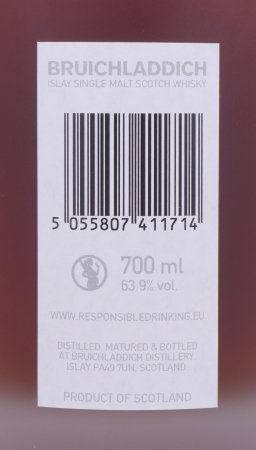 BRUICHLADDICH
ISLAY SINGLE MALT SCOTCH WHISKY
5 055807 411714
700 ml
63.9% vol.
WWW.RESPONSIBLEDRINKING.EU
DISTILLED, MATURED & BOTTLED
AT BRUICHLADDICH DISTILLERY.
ISLAY PA49 7UN. SCOTLAND.
PRODUCT OF SCOTLAND